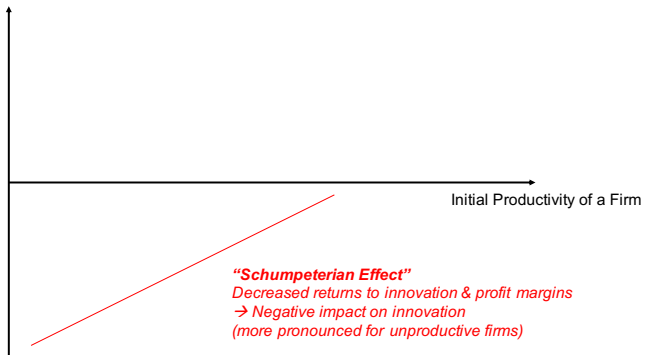 Initial Productivity of a Firm
“Schumpeterian Effect”
Decreased returns to innovation & profit margins
→ Negative impact on innovation
(more pronounced for unproductive firms)